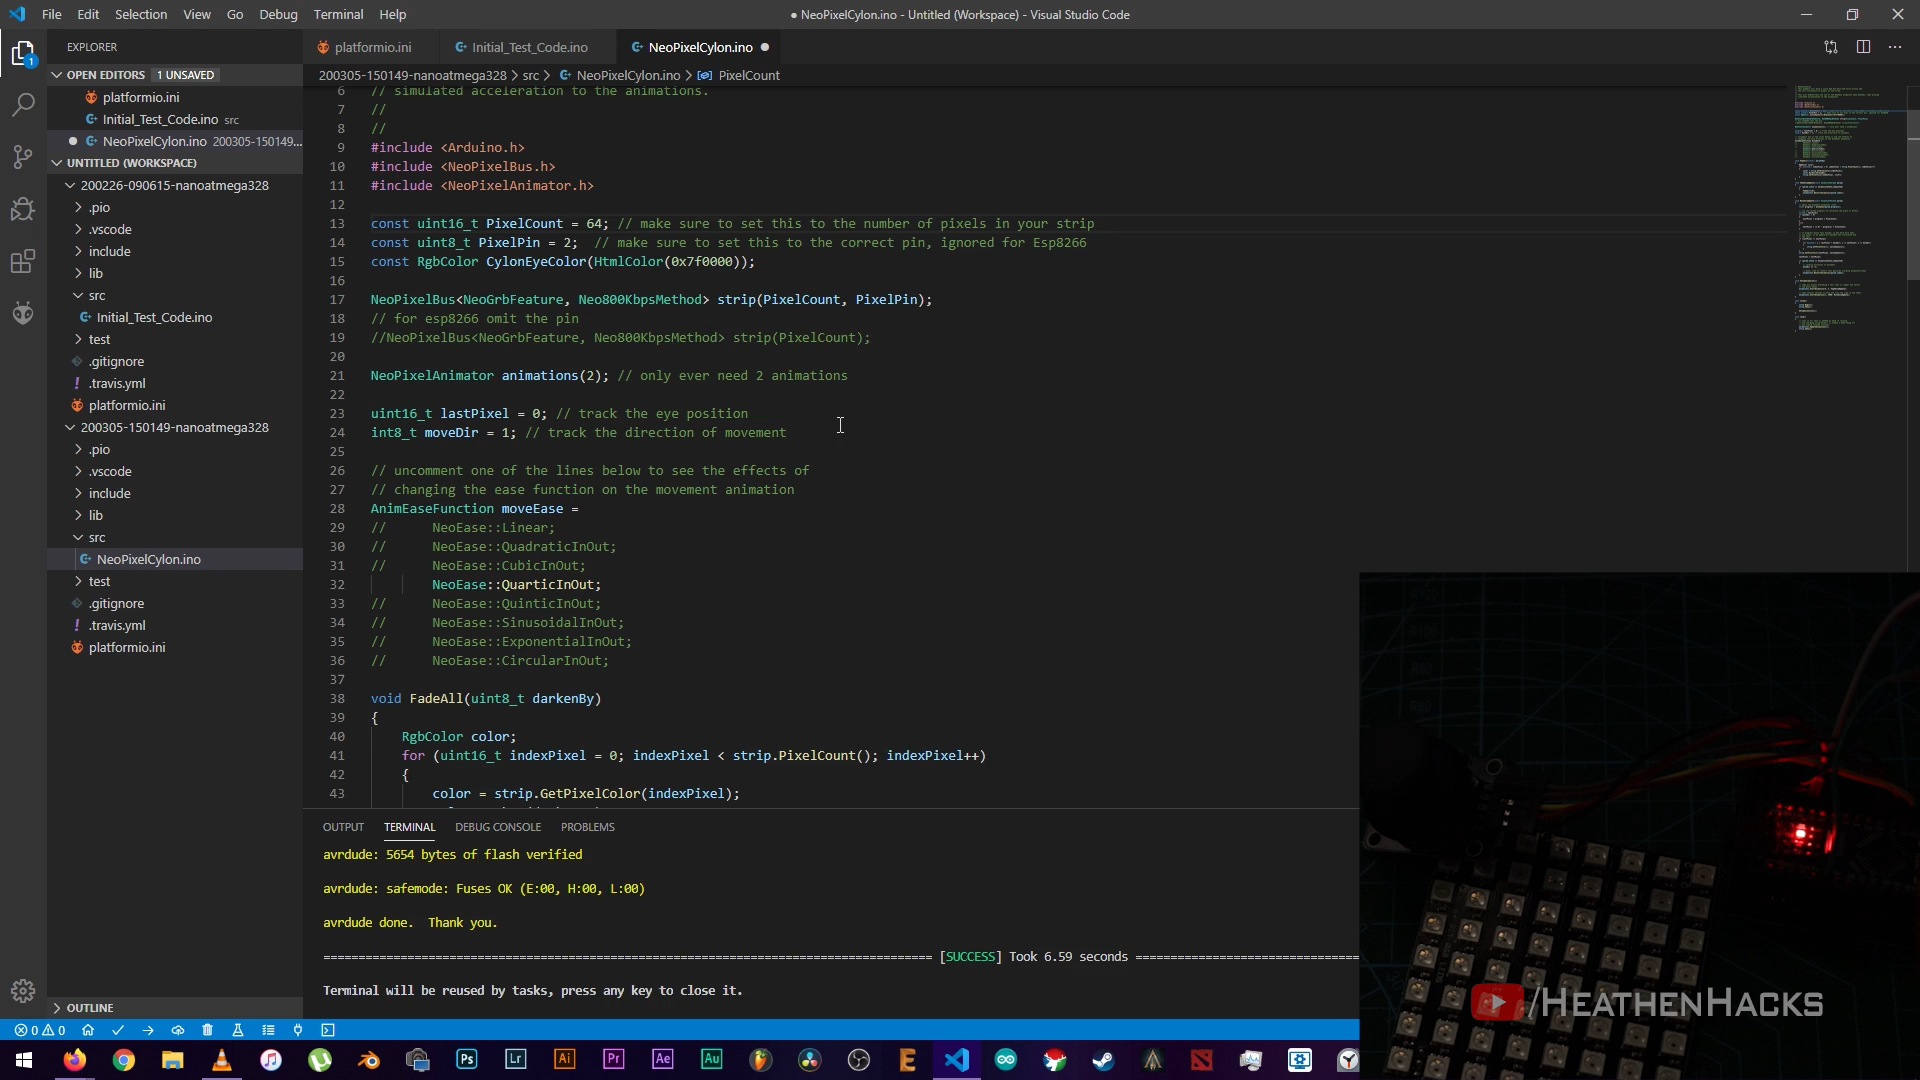 File Edit Selection View Go Debug Terminal Help
● NeoPixelCylon.ino - Untitled (Workspace) - Visual Studio Code
EXPLORER
platformio.ini
Initial_Test_Code.ino
NeoPixelCylon.ino
OPEN EDITORS 1 UNSAVED
200305-150149-nanoatmega328 > src > NeoPixelCylon.ino > PixelCount
platformio.ini
Initial_Test_Code.ino src
NeoPixelCylon.ino 200305-150149...
UNTITLED (WORKSPACE)
200226-090615-nanoatmega328
.pio
.vscode
include
lib
src
Initial_Test_Code.ino
test
.gitignore
.travis.yml
platformio.ini
200305-150149-nanoatmega328
.pio
.vscode
include
lib
src
NeoPixelCylon.ino
test
.gitignore
.travis.yml
platformio.ini
OUTLINE
1
6 // simulated acceleration to the animations.
7 //
8 //
9 #include <Arduino.h>
10 #include <NeoPixelBus.h>
11 #include <NeoPixelAnimator.h>
12
13 const uint16_t PixelCount = 64; // make sure to set this to the number of pixels in your strip
14 const uint8_t PixelPin = 2;  // make sure to set this to the correct pin, ignored for Esp8266
15 const RgbColor CylonEyeColor(HtmlColor(0x7f0000));
16
17 NeoPixelBus<NeoGrbFeature, Neo800KbpsMethod> strip(PixelCount, PixelPin);
18 // for esp8266 omit the pin
19 //NeoPixelBus<NeoGrbFeature, Neo800KbpsMethod> strip(PixelCount);
20
21 NeoPixelAnimator animations(2); // only ever need 2 animations
22
23 uint16_t lastPixel = 0; // track the eye position
24 int8_t moveDir = 1; // track the direction of movement
25
26 // uncomment one of the lines below to see the effects of
27 // changing the ease function on the movement animation
28 AnimEaseFunction moveEase =
29 //      NeoEase::Linear;
30 //      NeoEase::QuadraticInOut;
31 //      NeoEase::CubicInOut;
32         NeoEase::QuarticInOut;
33 //      NeoEase::QuinticInOut;
34 //      NeoEase::SinusoidalInOut;
35 //      NeoEase::ExponentialInOut;
36 //      NeoEase::CircularInOut;
37
38 void FadeAll(uint8_t darkenBy)
39 {
40     RgbColor color;
41     for (uint16_t indexPixel = 0; indexPixel < strip.PixelCount(); indexPixel++)
42     {
43         color = strip.GetPixelColor(indexPixel);
OUTPUT TERMINAL DEBUG CONSOLE PROBLEMS
avrdude: 5654 bytes of flash verified
avrdude: safemode: Fuses OK (E:00, H:00, L:00)
avrdude done.  Thank you.
[SUCCESS] Took 6.59 seconds
Terminal will be reused by tasks, press any key to close it.
0 0
/HEATHENHACKS
Ps Lr Ai Pr Ae Au